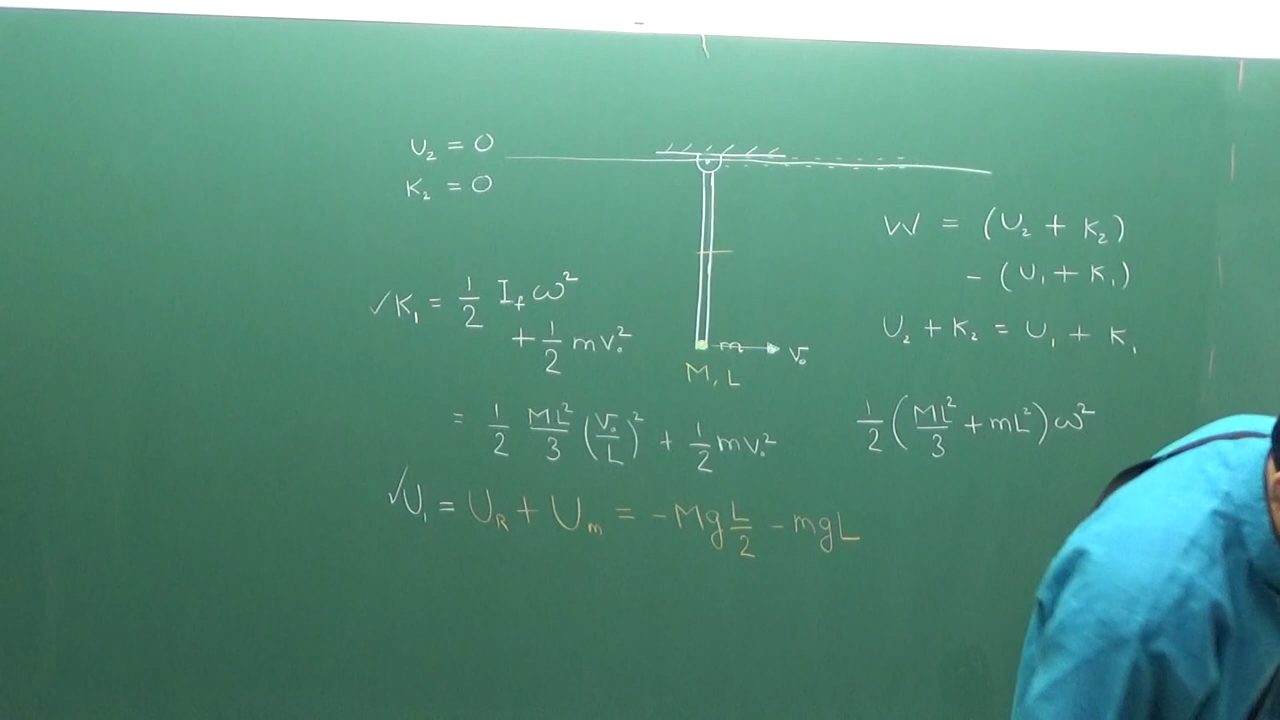 U₂ = 0
K₂ = 0
W = (U₂ + K₂)
- (U₁ + K₁)
U₂ + K₂ = U₁ + K₁
✓K₁ = 1/2 I_f ω²
+ 1/2 m v₀²
m v₀
M, L
= 1/2 ML²/3 (v₀/L)² + 1/2 m v₀²
1/2 (ML²/3 + mL²) ω²
✓U₁ = U_R + U_m = -Mg L/2 - mgL